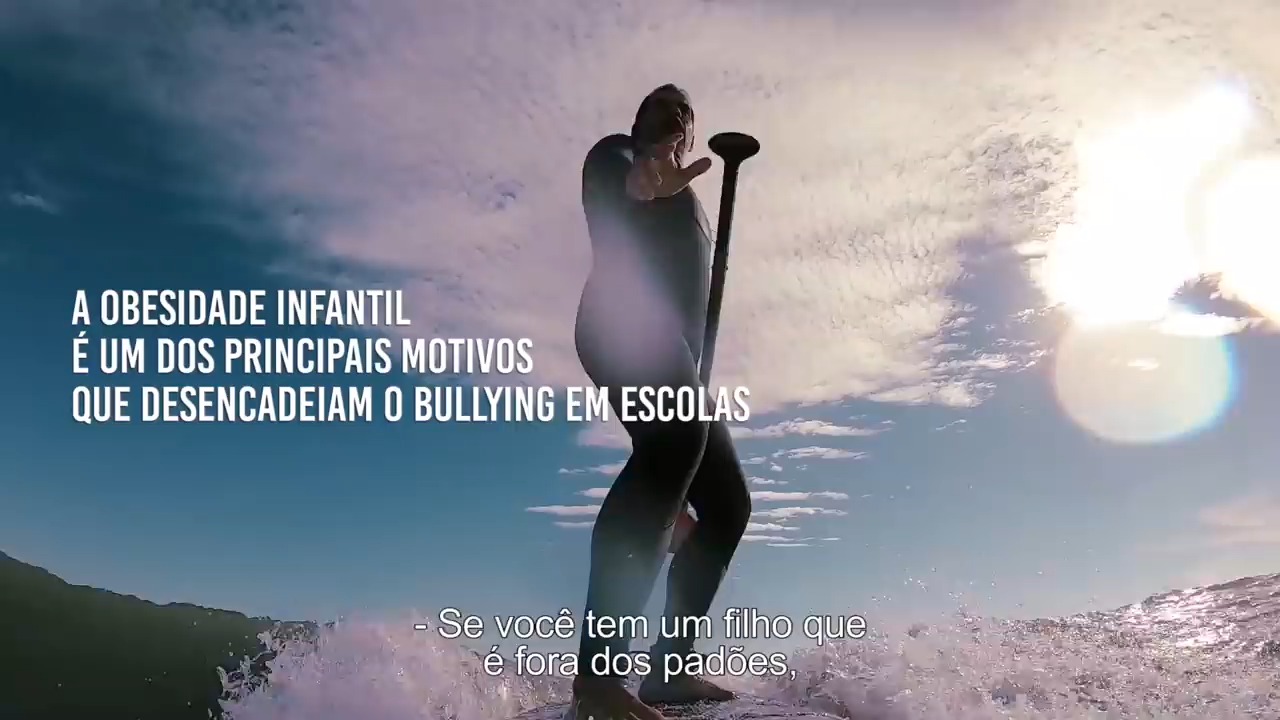 A OBESIDADE INFANTIL
É UM DOS PRINCIPAIS MOTIVOS
QUE DESENCADEIAM O BULLYING EM ESCOLAS
- Se você tem um filho que
é fora dos padões,